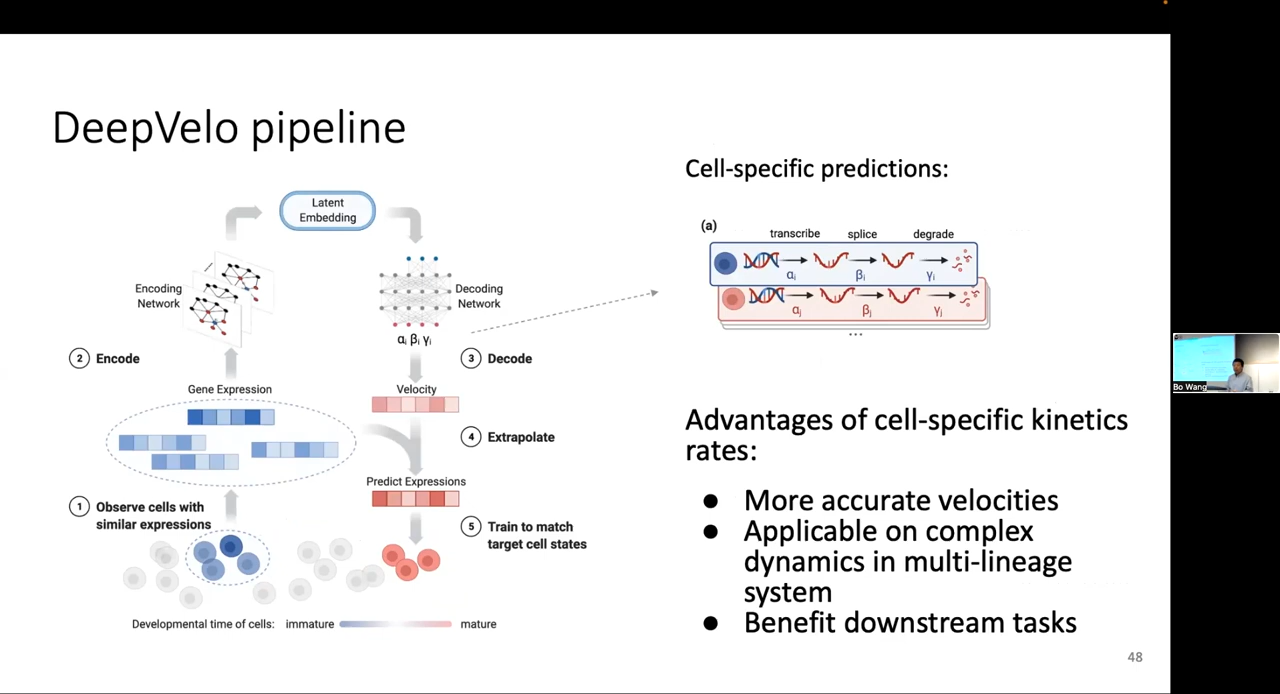 DeepVelo pipeline
Latent
Embedding
Encoding
Network
Decoding
Network
αᵢ βᵢ γᵢ
2 Encode
3 Decode
Gene Expression
Velocity
4 Extrapolate
Predict Expressions
1 Observe cells with
similar expressions
5 Train to match
target cell states
Developmental time of cells: immature mature
Cell-specific predictions:
(a)
transcribe splice degrade
αᵢ βᵢ γᵢ
αⱼ βⱼ γⱼ
...
Advantages of cell-specific kinetics
rates:
● More accurate velocities
● Applicable on complex
dynamics in multi-lineage
system
● Benefit downstream tasks
48
Bo Wang